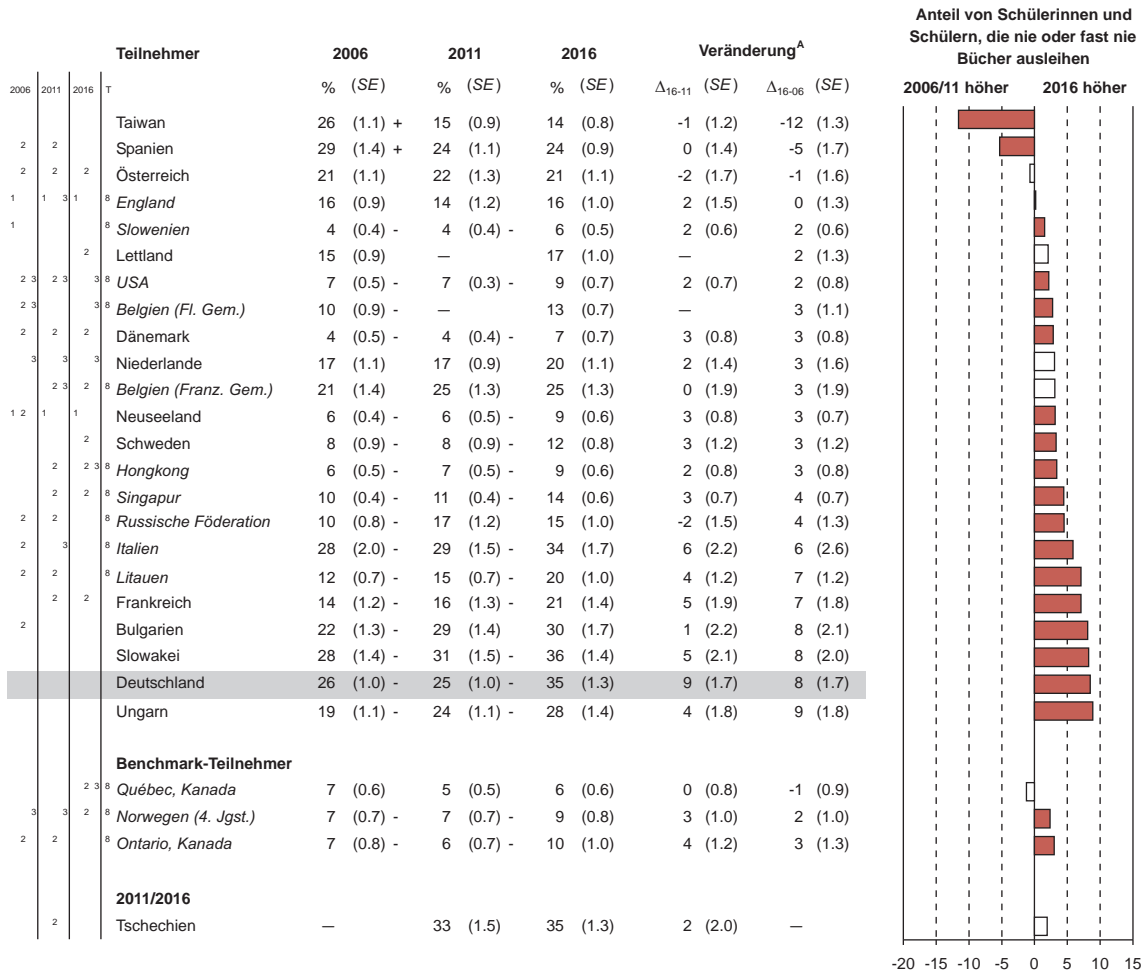 Anteil von Schülerinnen und
Schülern, die nie oder fast nie
Bücher ausleihen
Teilnehmer 2006 2011 2016 Veränderung^A
2006/11 höher 2016 höher
2006 2011 2016 T % (SE) % (SE) % (SE) Δ16-11 (SE) Δ16-06 (SE)
Taiwan 26 (1.1) + 15 (0.9) 14 (0.8) -1 (1.2) -12 (1.3)
2 2 Spanien 29 (1.4) + 24 (1.1) 24 (0.9) 0 (1.4) -5 (1.7)
2 2 2 Österreich 21 (1.1) 22 (1.3) 21 (1.1) -2 (1.7) -1 (1.6)
1 1 3 1 8 England 16 (0.9) 14 (1.2) 16 (1.0) 2 (1.5) 0 (1.3)
1 8 Slowenien 4 (0.4) - 4 (0.4) - 6 (0.5) 2 (0.6) 2 (0.6)
2 Lettland 15 (0.9) — 17 (1.0) — 2 (1.3)
2 3 2 3 3 8 USA 7 (0.5) - 7 (0.3) - 9 (0.7) 2 (0.7) 2 (0.8)
2 3 3 8 Belgien (Fl. Gem.) 10 (0.9) - — 13 (0.7) — 3 (1.1)
2 2 2 Dänemark 4 (0.5) - 4 (0.4) - 7 (0.7) 3 (0.8) 3 (0.8)
3 3 3 Niederlande 17 (1.1) 17 (0.9) 20 (1.1) 2 (1.4) 3 (1.6)
2 3 2 8 Belgien (Franz. Gem.) 21 (1.4) 25 (1.3) 25 (1.3) 0 (1.9) 3 (1.9)
1 2 1 1 Neuseeland 6 (0.4) - 6 (0.5) - 9 (0.6) 3 (0.8) 3 (0.7)
2 Schweden 8 (0.9) - 8 (0.9) - 12 (0.8) 3 (1.2) 3 (1.2)
2 2 3 8 Hongkong 6 (0.5) - 7 (0.5) - 9 (0.6) 2 (0.8) 3 (0.8)
2 2 8 Singapur 10 (0.4) - 11 (0.4) - 14 (0.6) 3 (0.7) 4 (0.7)
2 2 8 Russische Föderation 10 (0.8) - 17 (1.2) 15 (1.0) -2 (1.5) 4 (1.3)
2 3 8 Italien 28 (2.0) - 29 (1.5) - 34 (1.7) 6 (2.2) 6 (2.6)
2 2 8 Litauen 12 (0.7) - 15 (0.7) - 20 (1.0) 4 (1.2) 7 (1.2)
2 2 Frankreich 14 (1.2) - 16 (1.3) - 21 (1.4) 5 (1.9) 7 (1.8)
2 Bulgarien 22 (1.3) - 29 (1.4) 30 (1.7) 1 (2.2) 8 (2.1)
Slowakei 28 (1.4) - 31 (1.5) - 36 (1.4) 5 (2.1) 8 (2.0)
Deutschland 26 (1.0) - 25 (1.0) - 35 (1.3) 9 (1.7) 8 (1.7)
Ungarn 19 (1.1) - 24 (1.1) - 28 (1.4) 4 (1.8) 9 (1.8)
Benchmark-Teilnehmer
2 3 8 Québec, Kanada 7 (0.6) 5 (0.5) 6 (0.6) 0 (0.8) -1 (0.9)
3 3 2 8 Norwegen (4. Jgst.) 7 (0.7) - 7 (0.7) - 9 (0.8) 3 (1.0) 2 (1.0)
2 2 8 Ontario, Kanada 7 (0.8) - 6 (0.7) - 10 (1.0) 4 (1.2) 3 (1.3)
2011/2016
2 Tschechien — 33 (1.5) 35 (1.3) 2 (2.0) —
-20 -15 -10 -5 0 5 10 15